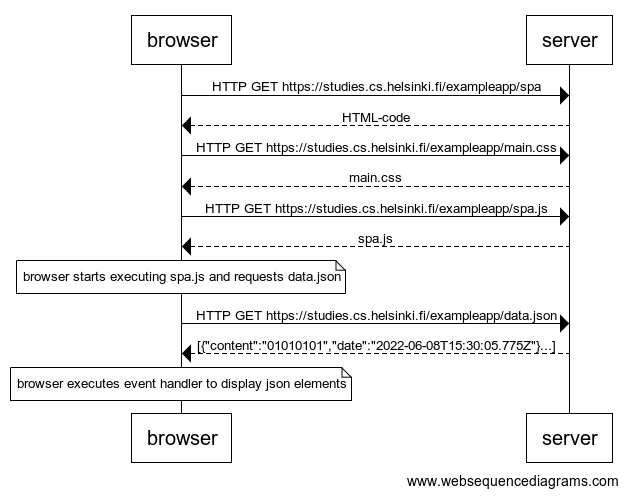 browser server
HTTP GET https://studies.cs.helsinki.fi/exampleapp/spa
HTML-code
HTTP GET https://studies.cs.helsinki.fi/exampleapp/main.css
main.css
HTTP GET https://studies.cs.helsinki.fi/exampleapp/spa.js
spa.js
browser starts executing spa.js and requests data.json
HTTP GET https://studies.cs.helsinki.fi/exampleapp/data.json
[{"content":"01010101","date":"2022-06-08T15:30:05.775Z"}...]
browser executes event handler to display json elements
browser server
www.websequencediagrams.com